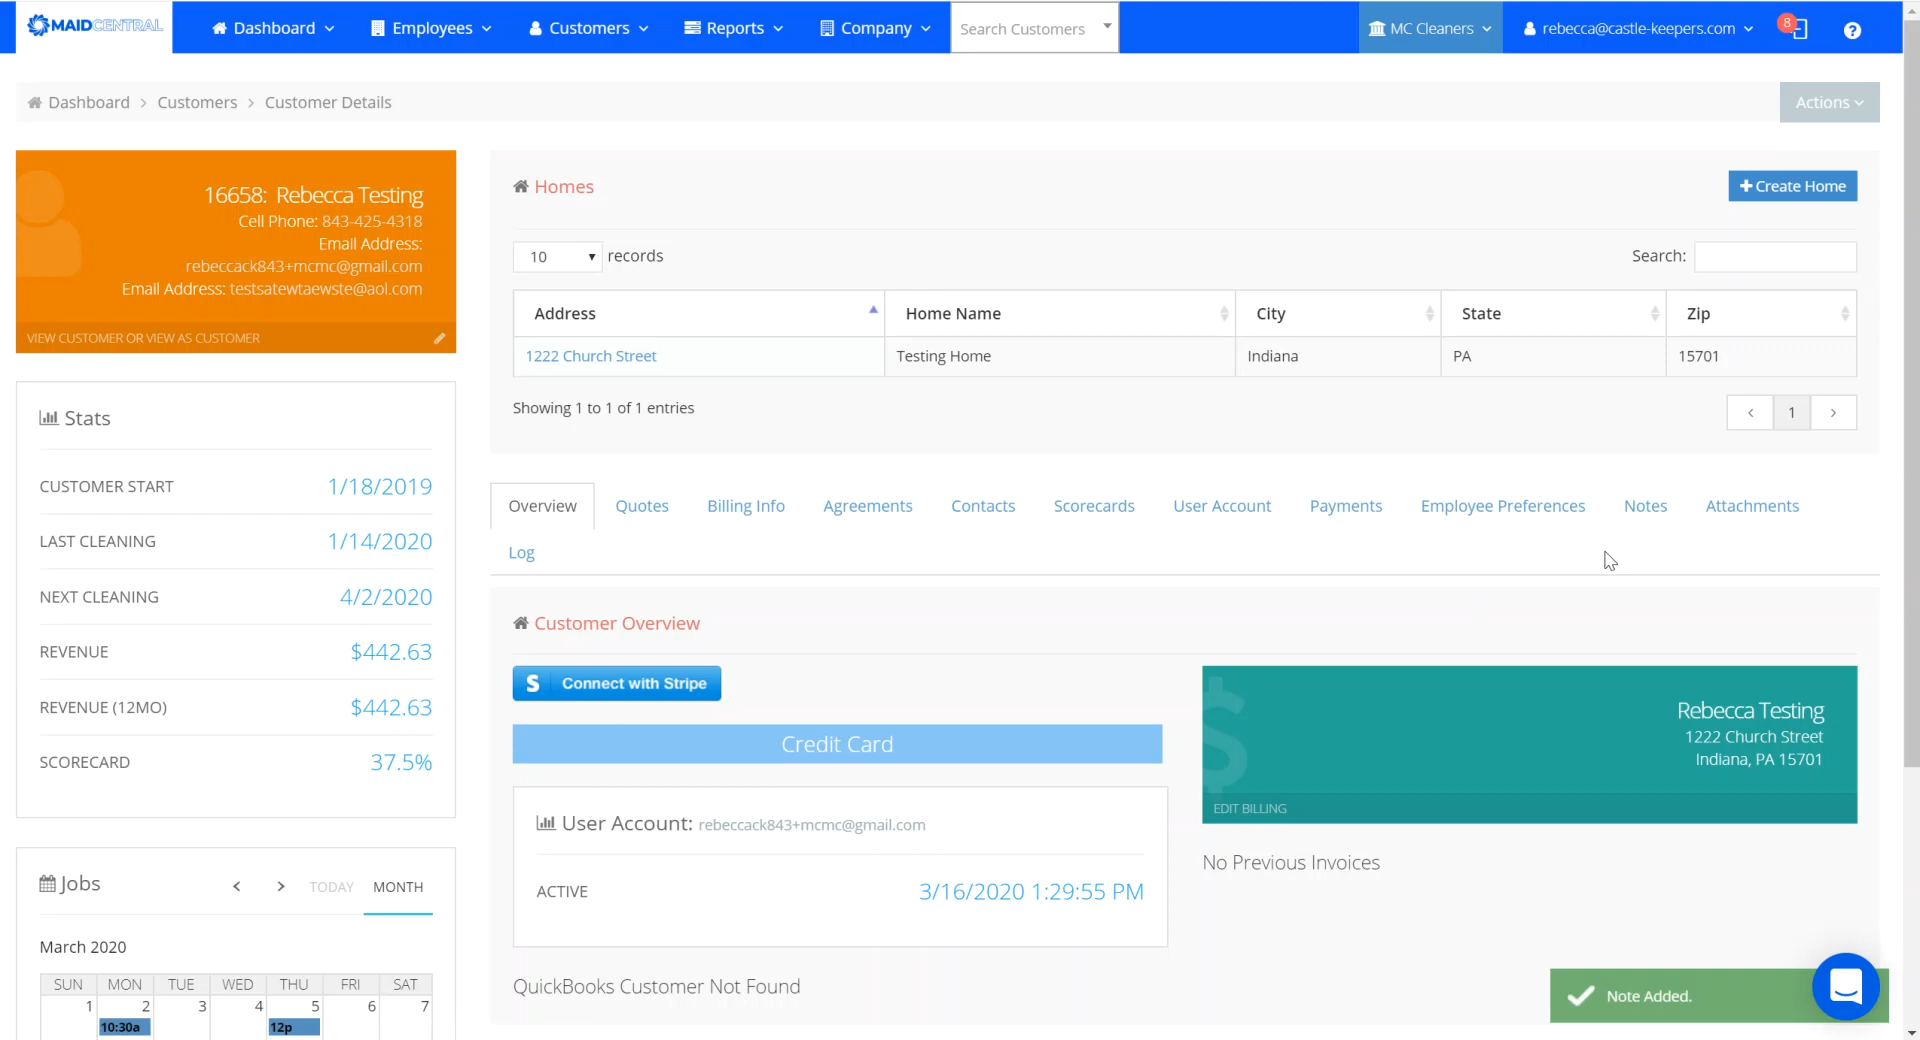 MAIDCENTRAL
Dashboard
Employees
Customers
Reports
Company
Search Customers
MC Cleaners
rebecca@castle-keepers.com
8
?
Dashboard > Customers > Customer Details
Actions
16658: Rebecca Testing
Cell Phone: 843-425-4318
Email Address:
rebeccack843+mcmc@gmail.com
Email Address: testsatewtaewste@aol.com
VIEW CUSTOMER OR VIEW AS CUSTOMER
Stats
CUSTOMER START 1/18/2019
LAST CLEANING 1/14/2020
NEXT CLEANING 4/2/2020
REVENUE $442.63
REVENUE (12MO) $442.63
SCORECARD 37.5%
Jobs
< > TODAY MONTH
March 2020
SUN MON TUE WED THU FRI SAT
1 2 3 4 5 6 7
10:30a 12p
Homes
+ Create Home
10 records
Search:
Address Home Name City State Zip
1222 Church Street Testing Home Indiana PA 15701
Showing 1 to 1 of 1 entries
< 1 >
Overview Quotes Billing Info Agreements Contacts Scorecards User Account Payments Employee Preferences Notes Attachments
Log
Customer Overview
S Connect with Stripe
Credit Card
User Account: rebeccack843+mcmc@gmail.com
ACTIVE 3/16/2020 1:29:55 PM
QuickBooks Customer Not Found
$
Rebecca Testing
1222 Church Street
Indiana, PA 15701
EDIT BILLING
No Previous Invoices
Note Added.